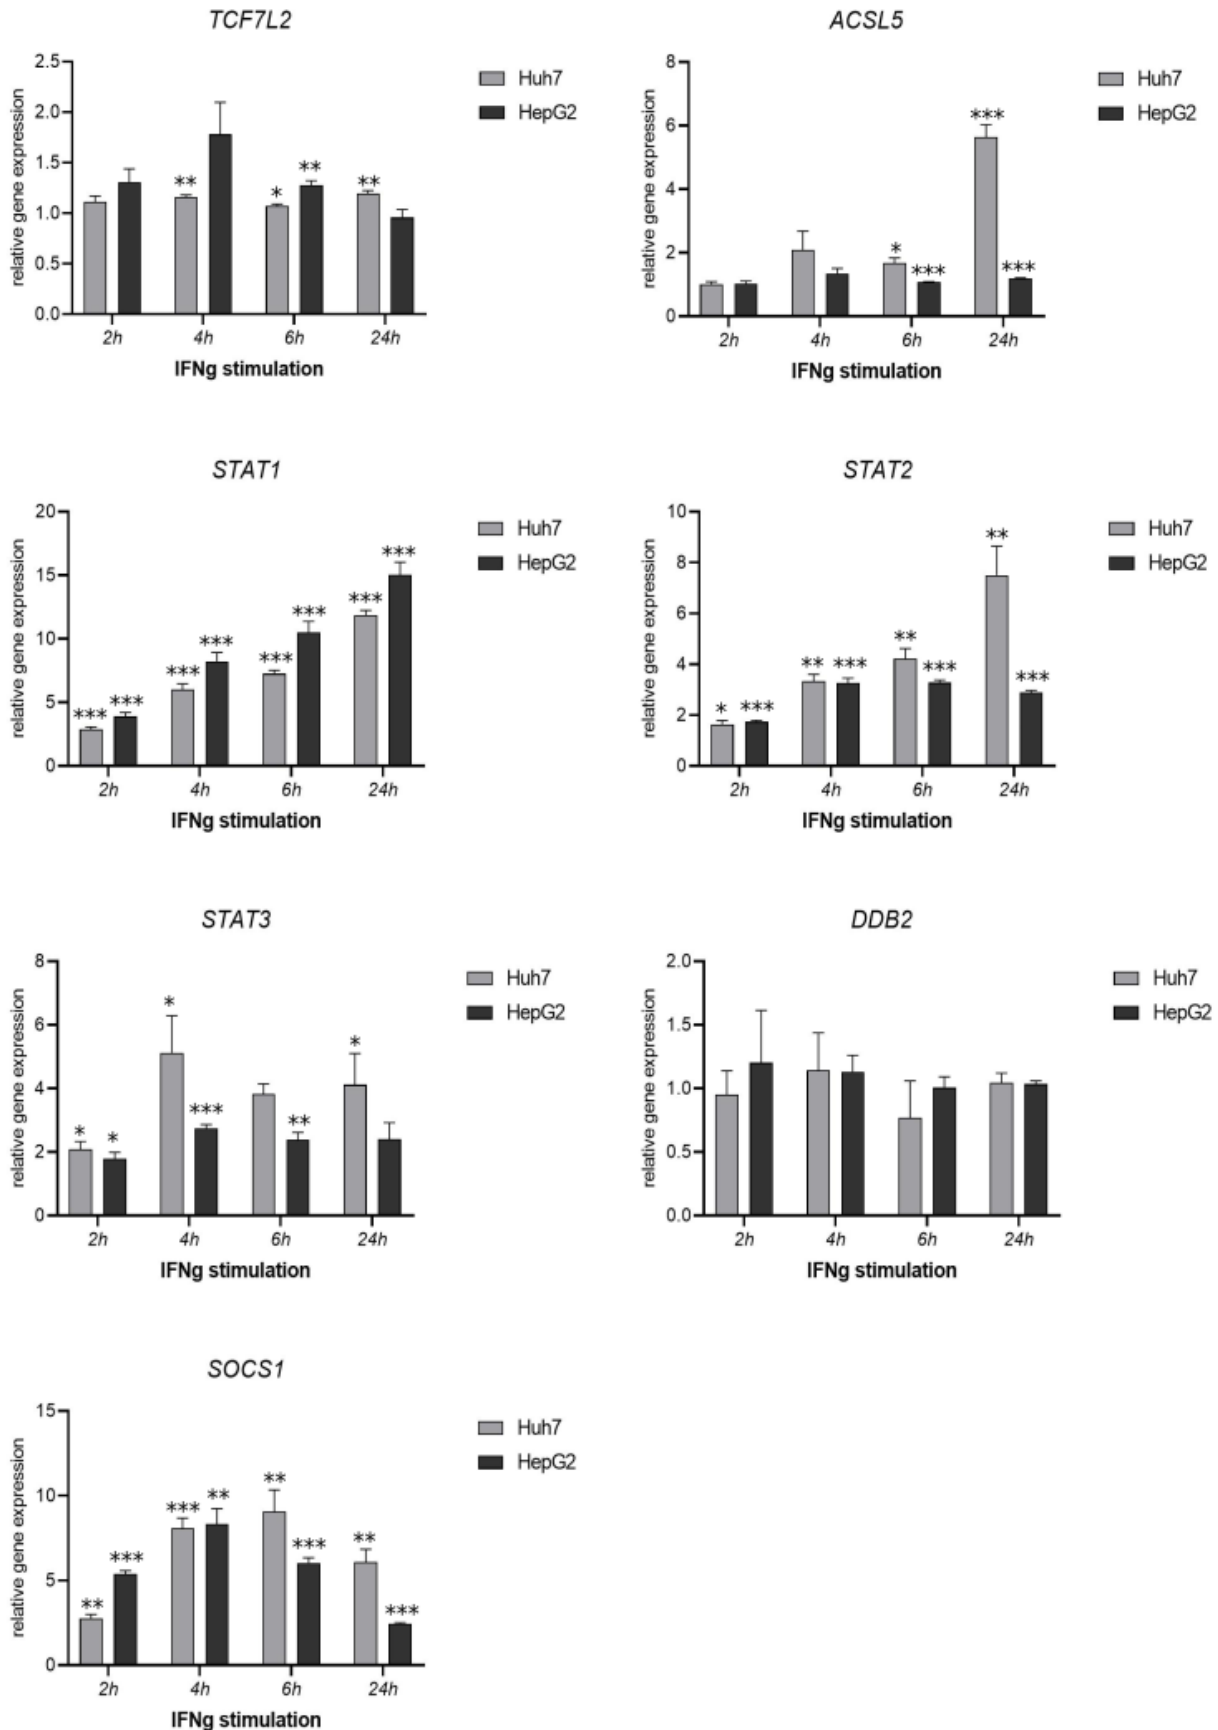 TCF7L2
2.5
2.0
1.5
1.0
0.5
0.0
relative gene expression
** * ** **
2h 4h 6h 24h
IFNg stimulation
Huh7
HepG2
ACSL5
8
6
4
2
0
relative gene expression
* *** *** ***
2h 4h 6h 24h
IFNg stimulation
Huh7
HepG2
STAT1
20
15
10
5
0
relative gene expression
*** *** *** *** *** *** *** ***
2h 4h 6h 24h
IFNg stimulation
Huh7
HepG2
STAT2
10
8
6
4
2
0
relative gene expression
* *** ** *** ** *** ** ***
2h 4h 6h 24h
IFNg stimulation
Huh7
HepG2
STAT3
8
6
4
2
0
relative gene expression
* * * *** ** *
2h 4h 6h 24h
IFNg stimulation
Huh7
HepG2
DDB2
2.0
1.5
1.0
0.5
0.0
relative gene expression
2h 4h 6h 24h
IFNg stimulation
Huh7
HepG2
SOCS1
15
10
5
0
relative gene expression
** *** *** ** ** *** ** ***
2h 4h 6h 24h
IFNg stimulation
Huh7
HepG2